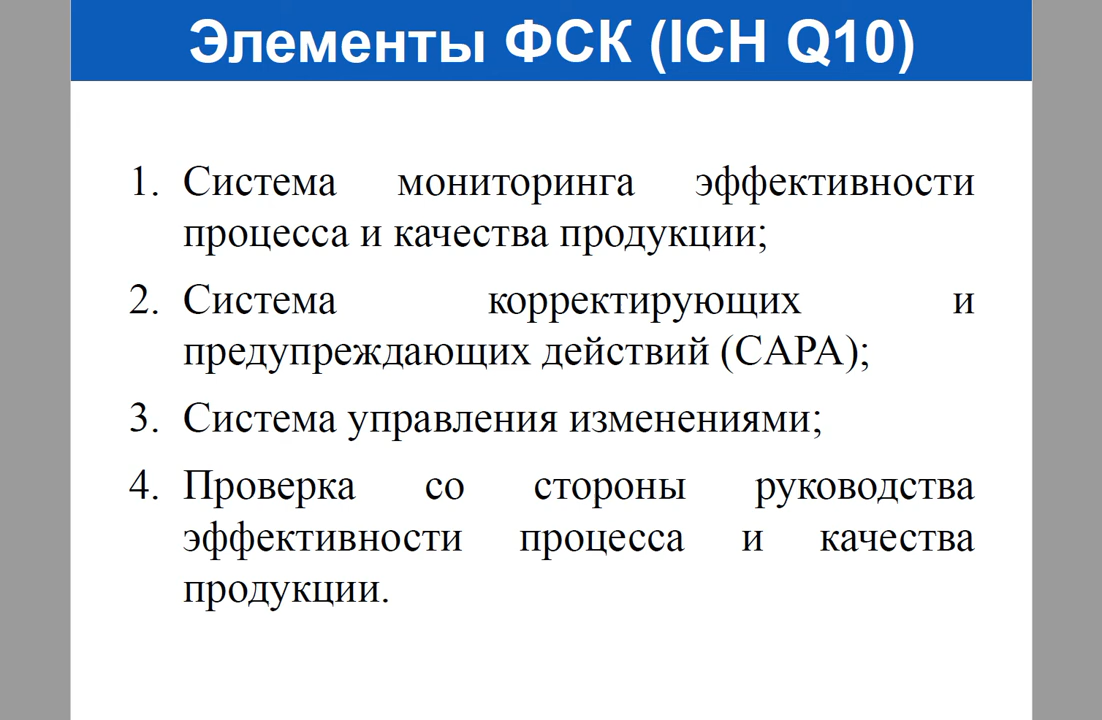 Элементы ФСК (ICH Q10)
1. Система мониторинга эффективности
процесса и качества продукции;
2. Система корректирующих и
предупреждающих действий (САРА);
3. Система управления изменениями;
4. Проверка со стороны руководства
эффективности процесса и качества
продукции.